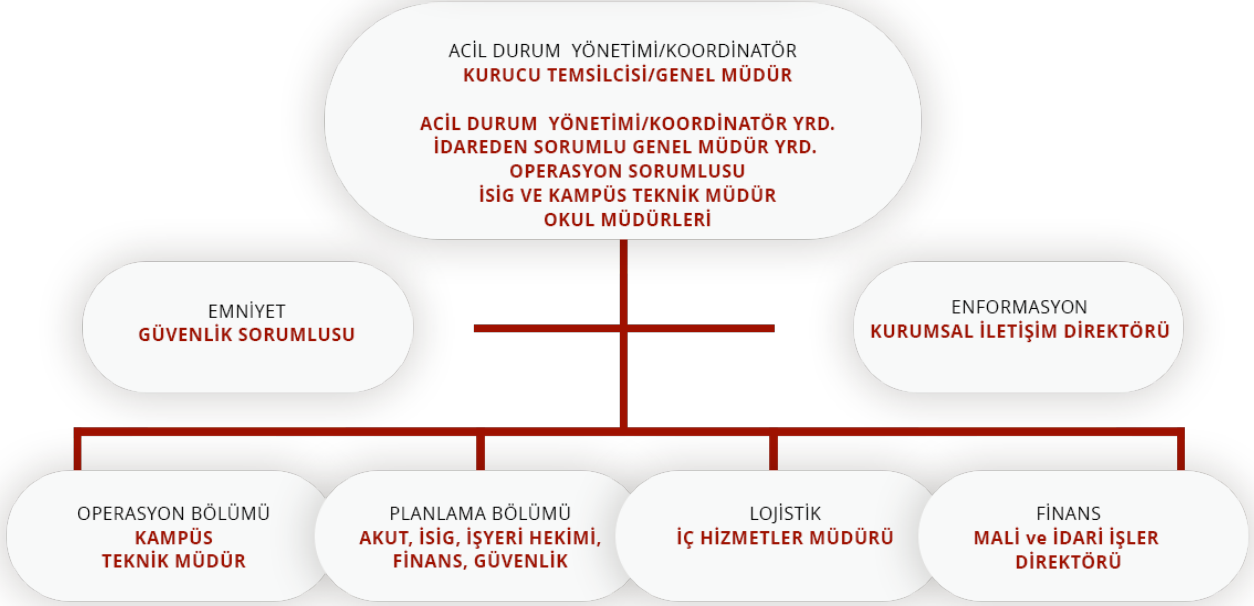 ACİL DURUM  YÖNETİMİ/KOORDİNATÖR
KURUCU TEMSİLCİSİ/GENEL MÜDÜR
ACİL DURUM  YÖNETİMİ/KOORDİNATÖR YRD.
İDAREDEN SORUMLU GENEL MÜDÜR YRD.
OPERASYON SORUMLUSU
İSİG VE KAMPÜS TEKNİK MÜDÜR
OKUL MÜDÜRLERİ
EMNİYET
GÜVENLİK SORUMLUSU
ENFORMASYON
KURUMSAL İLETİŞİM DİREKTÖRÜ
OPERASYON BÖLÜMÜ
KAMPÜS
TEKNİK MÜDÜR
PLANLAMA BÖLÜMÜ
AKUT, İSİG, İŞYERİ HEKİMİ,
FİNANS, GÜVENLİK
LOJİSTİK
İÇ HİZMETLER MÜDÜRÜ
FİNANS
MALİ ve İDARİ İŞLER
DİREKTÖRÜ